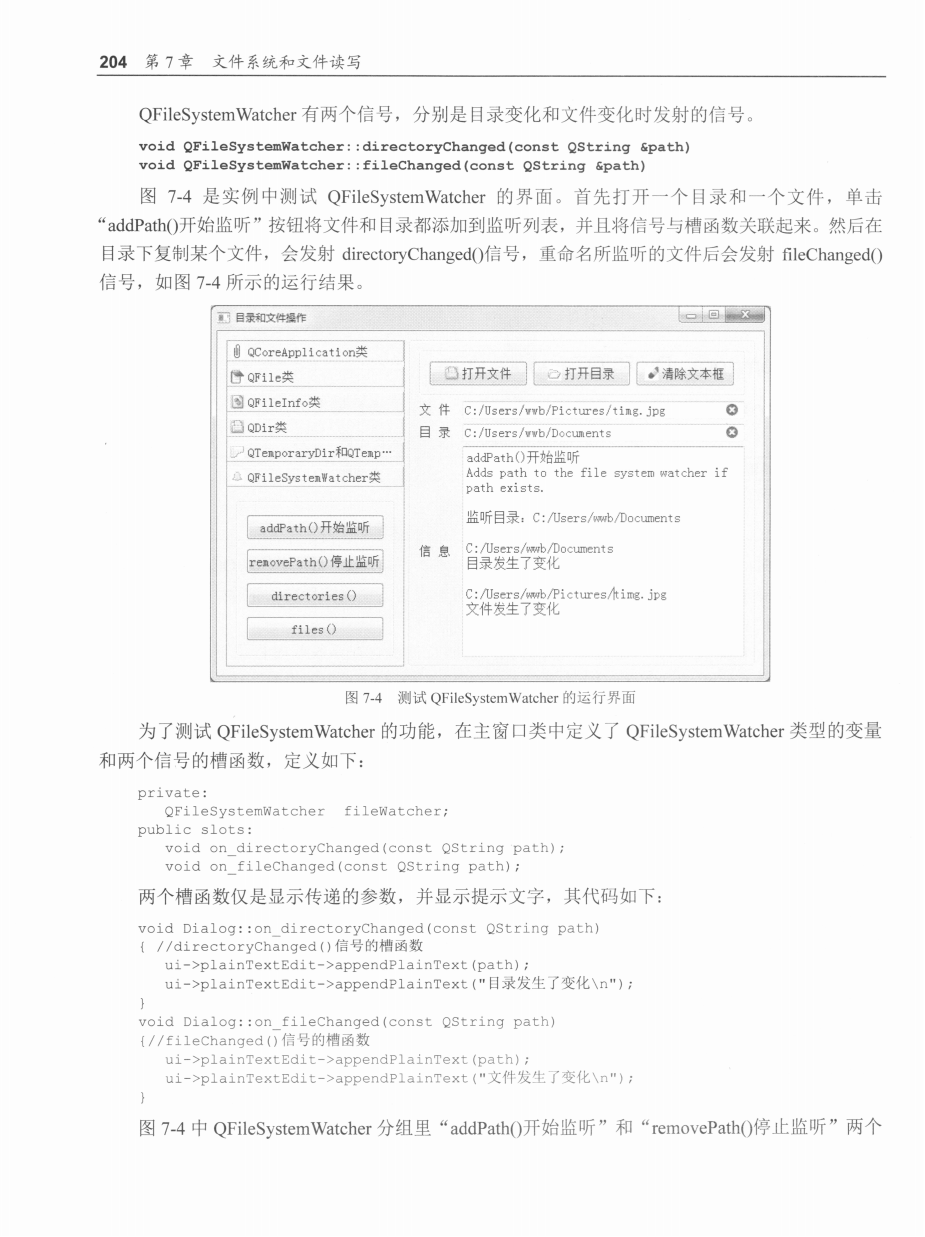 204 第 7 章 文件系统和文件读写
QFileSystemWatcher 有两个信号，分别是目录变化和文件变化时发射的信号。
void QFileSystemWatcher::directoryChanged(const QString &path)
void QFileSystemWatcher::fileChanged(const QString &path)
图 7-4 是实例中测试 QFileSystemWatcher 的界面。首先打开一个目录和一个文件，单击
“addPath()开始监听”按钮将文件和目录都添加到监听列表，并且将信号与槽函数关联起来。然后在
目录下复制某个文件，会发射 directoryChanged()信号，重命名所监听的文件后会发射 fileChanged()
信号，如图 7-4 所示的运行结果。
目录和文件操作
QCoreApplication类
QFile类
QFileInfo类
QDir类
QTemporaryDir和QTemp…
QFileSystemWatcher类
addPath()开始监听
removePath()停止监听
directories()
files()
打开文件 打开目录 清除文本框
文 件 C:/Users/wwb/Pictures/timg.jpg
目 录 C:/Users/wwb/Documents
信 息
addPath()开始监听
Adds path to the file system watcher if
path exists.
监听目录：C:/Users/wwb/Documents
C:/Users/wwb/Documents
目录发生了变化
C:/Users/wwb/Pictures/timg.jpg
文件发生了变化
图 7-4 测试 QFileSystemWatcher 的运行界面
为了测试 QFileSystemWatcher 的功能，在主窗口类中定义了 QFileSystemWatcher 类型的变量
和两个信号的槽函数，定义如下：
private:
QFileSystemWatcher fileWatcher;
public slots:
void on_directoryChanged(const QString path);
void on_fileChanged(const QString path);
两个槽函数仅是显示传递的参数，并显示提示文字，其代码如下：
void Dialog::on_directoryChanged(const QString path)
{ //directoryChanged()信号的槽函数
ui->plainTextEdit->appendPlainText(path);
ui->plainTextEdit->appendPlainText("目录发生了变化\n");
}
void Dialog::on_fileChanged(const QString path)
{//fileChanged()信号的槽函数
ui->plainTextEdit->appendPlainText(path);
ui->plainTextEdit->appendPlainText("文件发生了变化\n");
}
图 7-4 中 QFileSystemWatcher 分组里“addPath()开始监听”和“removePath()停止监听”两个